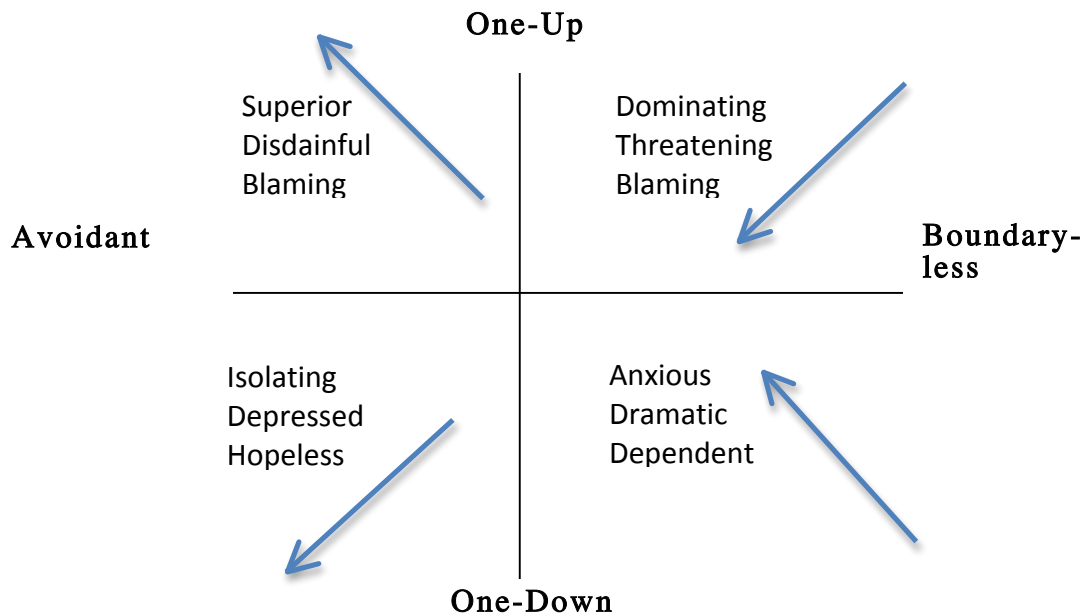 One-Up
Superior
Disdainful
Blaming
Dominating
Threatening
Blaming
Avoidant
Boundary-
less
Isolating
Depressed
Hopeless
Anxious
Dramatic
Dependent
One-Down